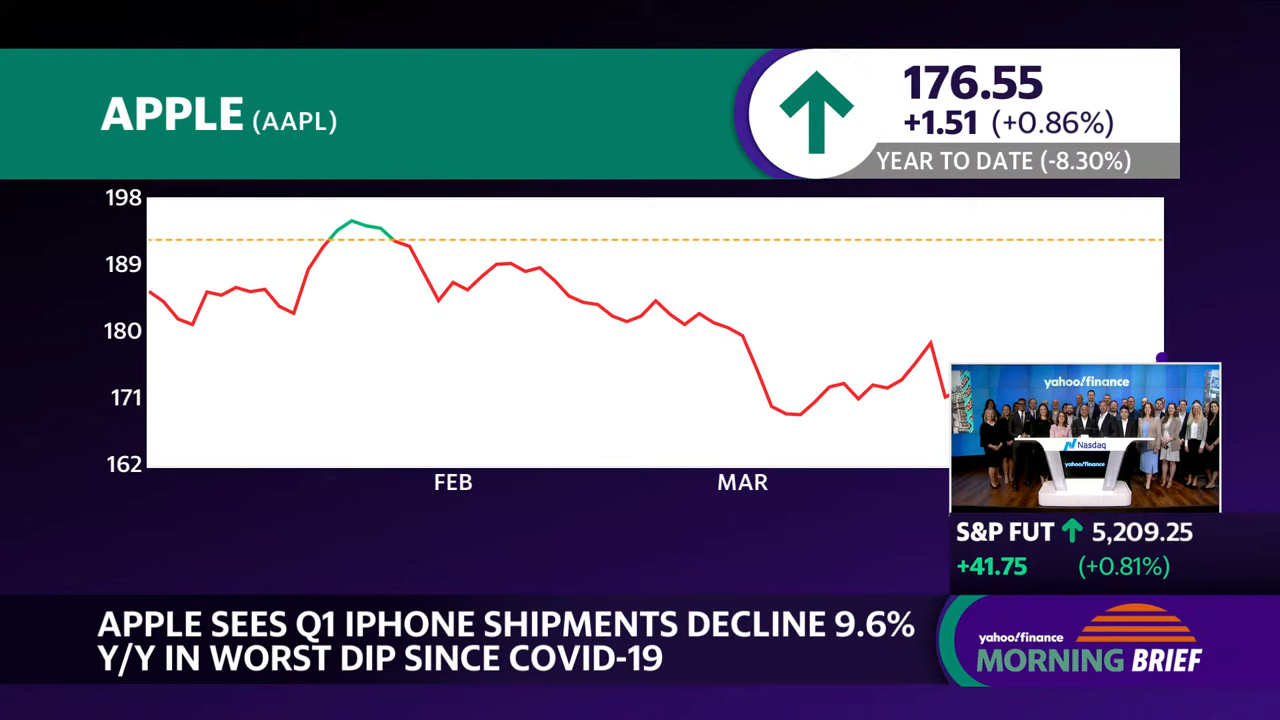 APPLE (AAPL)
176.55
+1.51 (+0.86%)
YEAR TO DATE (-8.30%)
198
189
180
171
162
FEB
MAR
yahoo!finance
Nasdaq
yahoo!finance
S&P FUT 5,209.25
+41.75 (+0.81%)
APPLE SEES Q1 IPHONE SHIPMENTS DECLINE 9.6%
Y/Y IN WORST DIP SINCE COVID-19
yahoo!finance
MORNING BRIEF